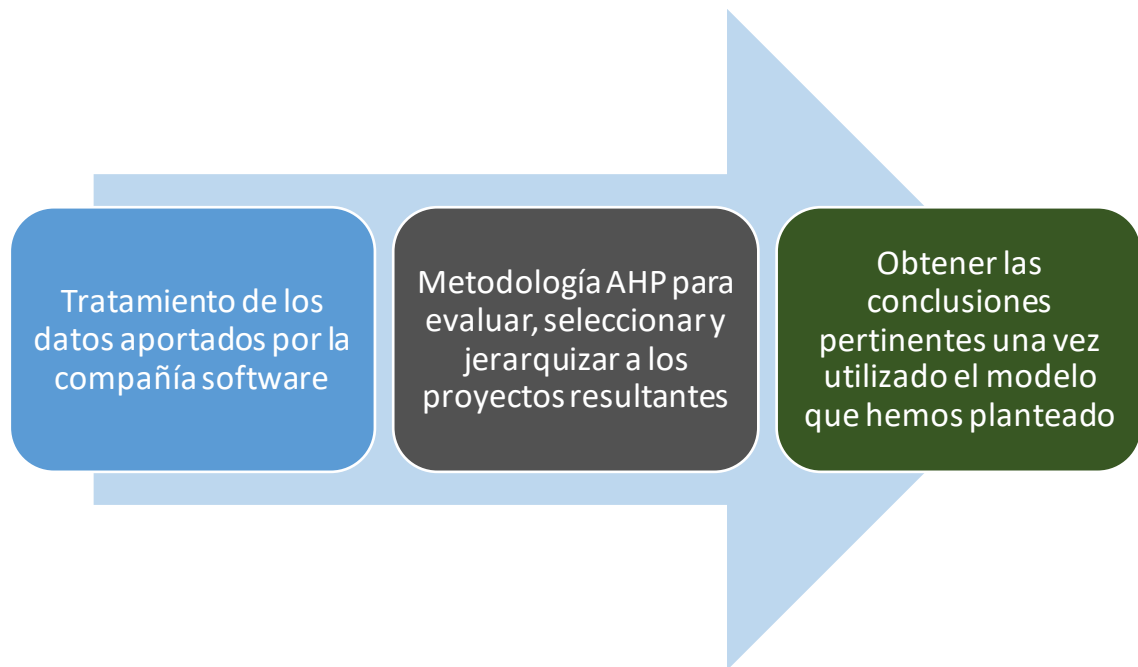 Tratamiento de los
datos aportados por la
compañía software
Metodología AHP para
evaluar, seleccionar y
jerarquizar a los
proyectos resultantes
Obtener las
conclusiones
pertinentes una vez
utilizado el modelo
que hemos planteado